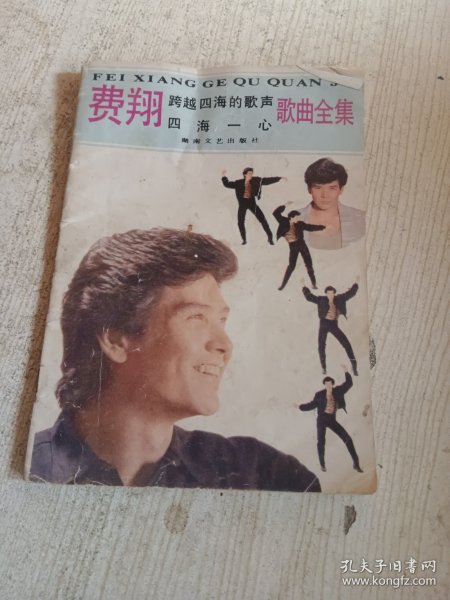 FEI XIANG GE QU QUAN J
费翔
跨越四海的歌声
四海一心
歌曲全集
湖南文艺出版社
孔夫子旧书网
www.kongfz.com